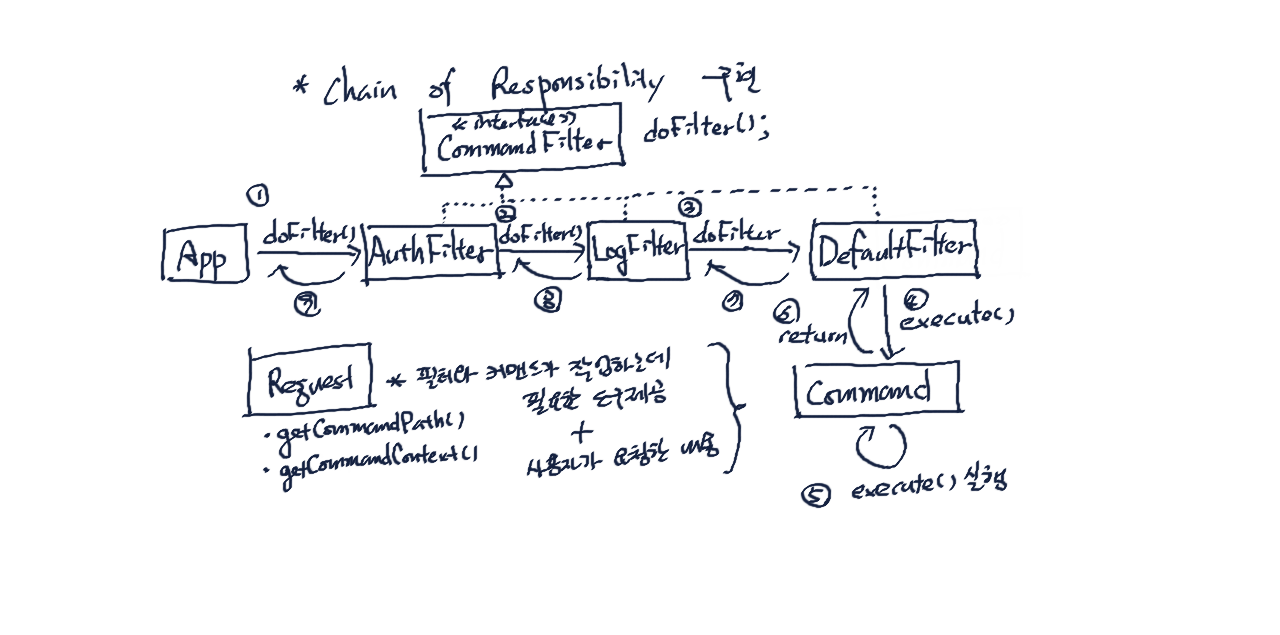 * Chain of Responsibility 구현
<<interface>>
CommandFilter
doFilter();
①
②
③
App
doFilter()
AuthFilter
doFilter()
LogFilter
doFilter
DefaultFilter
⑨
⑧
⑦
⑥
return
④
execute()
Request
* 필터와 커맨드가 작업하는데
필요한 도구제공
+
사용자가 요청한 내용
· getCommandPath()
· getCommandContext()
Command
⑤ execute() 실행